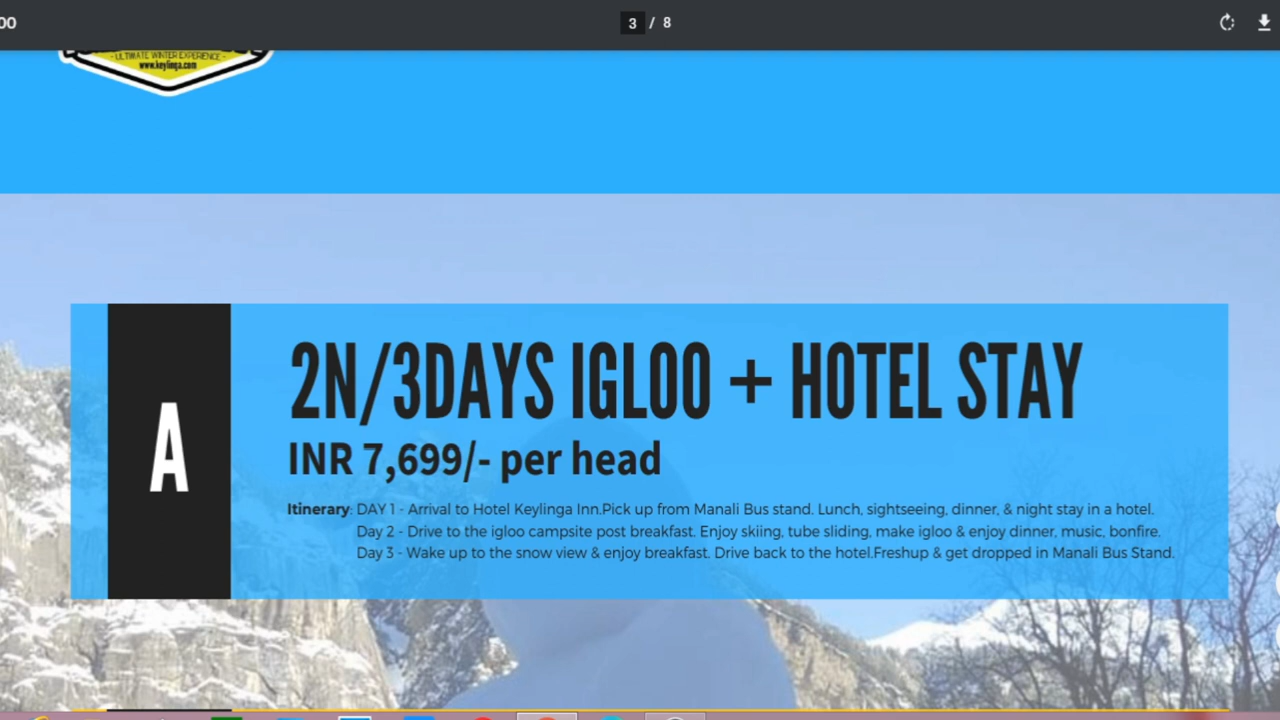 00
3 / 8
- ULTIMATE WINTER EXPERIENCE -
www.keylinga.com
A
2N/3DAYS IGLOO + HOTEL STAY
INR 7,699/- per head
Itinerary: DAY 1 - Arrival to Hotel Keylinga Inn.Pick up from Manali Bus stand. Lunch, sightseeing, dinner, & night stay in a hotel.
Day 2 - Drive to the igloo campsite post breakfast. Enjoy skiing, tube sliding, make igloo & enjoy dinner, music, bonfire.
Day 3 - Wake up to the snow view & enjoy breakfast. Drive back to the hotel.Freshup & get dropped in Manali Bus Stand.